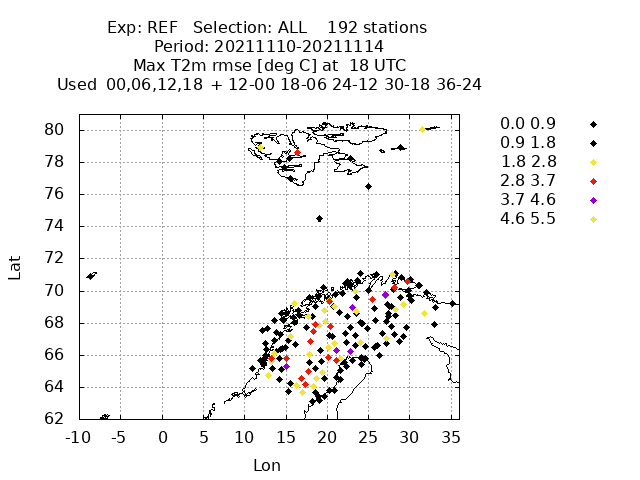 Exp: REF Selection: ALL 192 stations
Period: 20211110-20211114
Max T2m rmse [deg C] at 18 UTC
Used 00,06,12,18 + 12-00 18-06 24-12 30-18 36-24
0.0 0.9
0.9 1.8
1.8 2.8
2.8 3.7
3.7 4.6
4.6 5.5
Lat
80
78
76
74
72
70
68
66
64
62
-10 -5 0 5 10 15 20 25 30 35
Lon